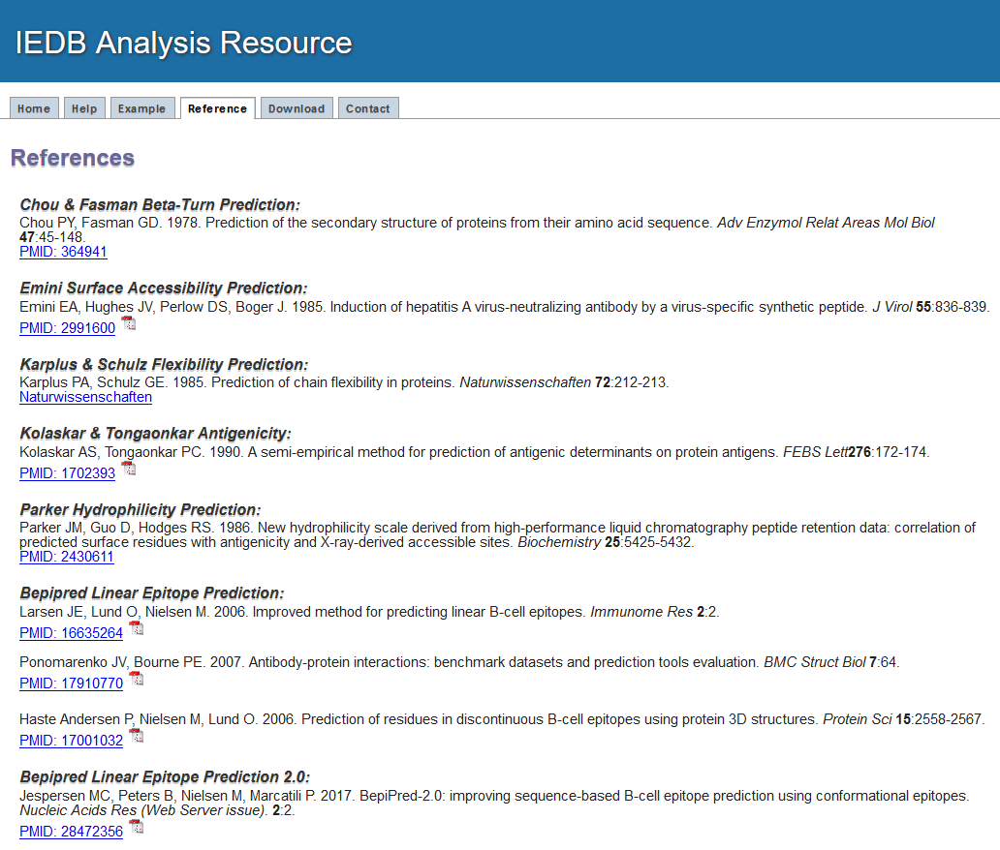 IEDB Analysis Resource
Home Help Example Reference Download Contact
References
Chou & Fasman Beta-Turn Prediction:
Chou PY, Fasman GD. 1978. Prediction of the secondary structure of proteins from their amino acid sequence. Adv Enzymol Relat Areas Mol Biol
47:45-148.
PMID: 364941
Emini Surface Accessibility Prediction:
Emini EA, Hughes JV, Perlow DS, Boger J. 1985. Induction of hepatitis A virus-neutralizing antibody by a virus-specific synthetic peptide. J Virol 55:836-839.
PMID: 2991600
Karplus & Schulz Flexibility Prediction:
Karplus PA, Schulz GE. 1985. Prediction of chain flexibility in proteins. Naturwissenschaften 72:212-213.
Naturwissenschaften
Kolaskar & Tongaonkar Antigenicity:
Kolaskar AS, Tongaonkar PC. 1990. A semi-empirical method for prediction of antigenic determinants on protein antigens. FEBS Lett276:172-174.
PMID: 1702393
Parker Hydrophilicity Prediction:
Parker JM, Guo D, Hodges RS. 1986. New hydrophilicity scale derived from high-performance liquid chromatography peptide retention data: correlation of
predicted surface residues with antigenicity and X-ray-derived accessible sites. Biochemistry 25:5425-5432.
PMID: 2430611
Bepipred Linear Epitope Prediction:
Larsen JE, Lund O, Nielsen M. 2006. Improved method for predicting linear B-cell epitopes. Immunome Res 2:2.
PMID: 16635264
Ponomarenko JV, Bourne PE. 2007. Antibody-protein interactions: benchmark datasets and prediction tools evaluation. BMC Struct Biol 7:64.
PMID: 17910770
Haste Andersen P, Nielsen M, Lund O. 2006. Prediction of residues in discontinuous B-cell epitopes using protein 3D structures. Protein Sci 15:2558-2567.
PMID: 17001032
Bepipred Linear Epitope Prediction 2.0:
Jespersen MC, Peters B, Nielsen M, Marcatili P. 2017. BepiPred-2.0: improving sequence-based B-cell epitope prediction using conformational epitopes.
Nucleic Acids Res (Web Server issue). 2:2.
PMID: 28472356